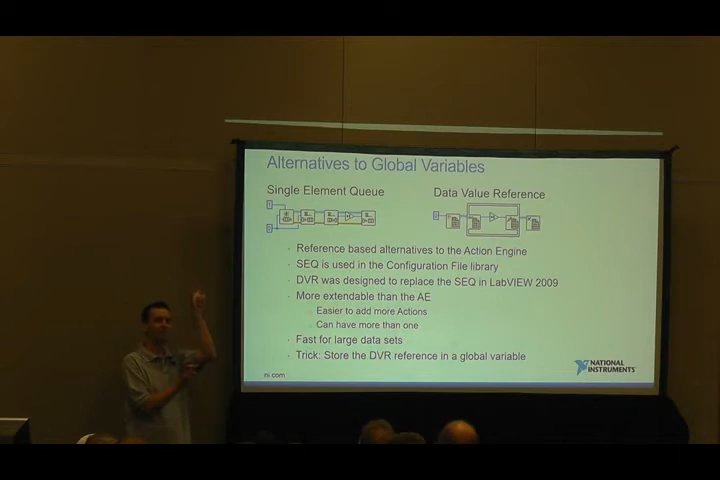 Alternatives to Global Variables
Single Element Queue
Data Value Reference
Reference based alternatives to the Action Engine
SEQ is used in the Configuration File library
DVR was designed to replace the SEQ in LabVIEW 2009
More extendable than the AE
Easier to add more Actions
Can have more than one
Fast for large data sets
Trick: Store the DVR reference in a global variable
ni.com
NATIONAL
INSTRUMENTS